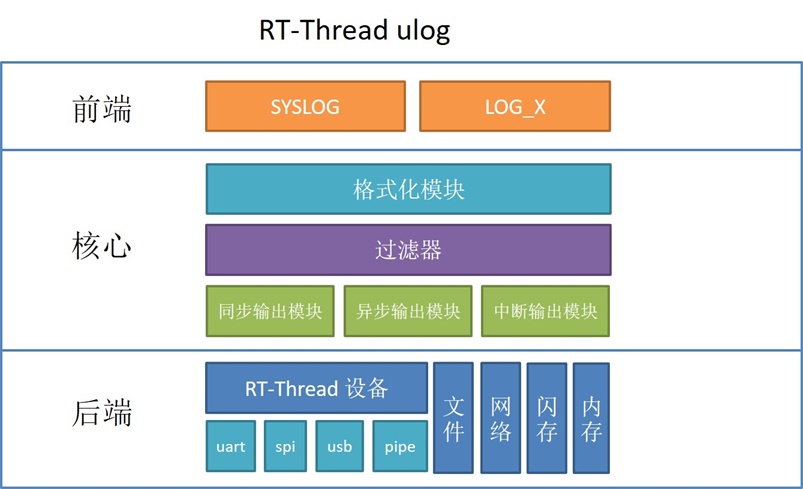 RT-Thread ulog
前端
SYSLOG
LOG_X
核心
格式化模块
过滤器
同步输出模块
异步输出模块
中断输出模块
后端
RT-Thread 设备
uart
spi
usb
pipe
文件
网络
闪存
内存